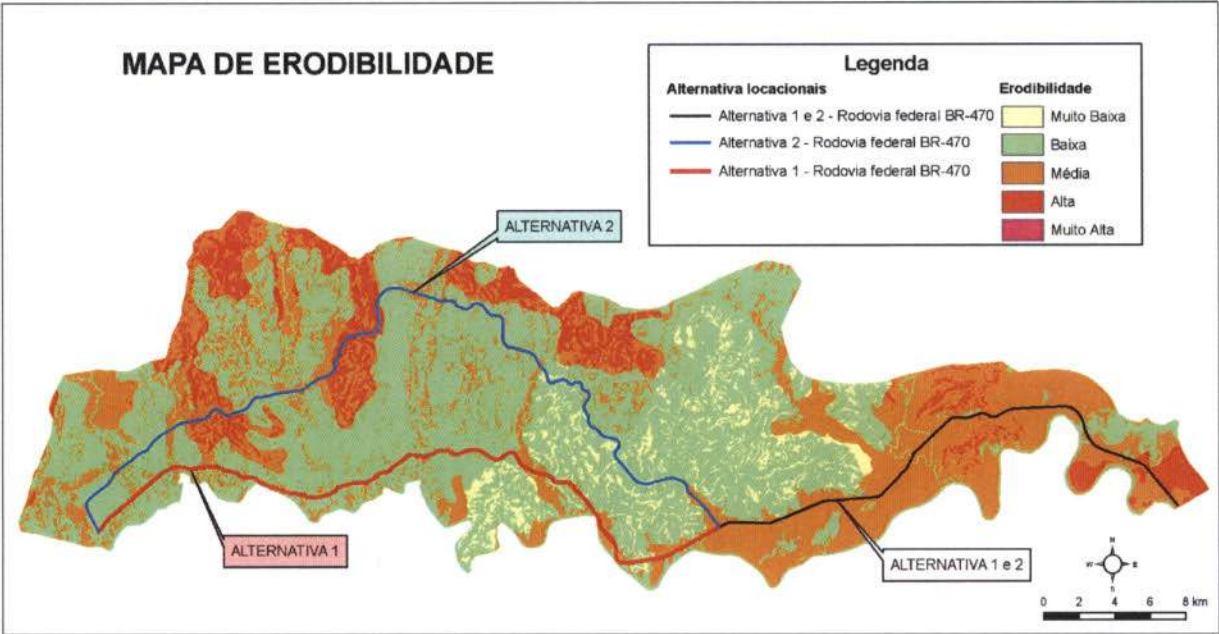 MAPA DE ERODIBILIDADE
Legenda
Alternativa locacionais
Alternativa 1 e 2 - Rodovia federal BR-470
Alternativa 2 - Rodovia federal BR-470
Alternativa 1 - Rodovia federal BR-470
Erodibilidade
Muito Baixa
Baixa
Média
Alta
Muito Alta
ALTERNATIVA 2
ALTERNATIVA 1
ALTERNATIVA 1 e 2
N
W E
S
0 2 4 6 8 km